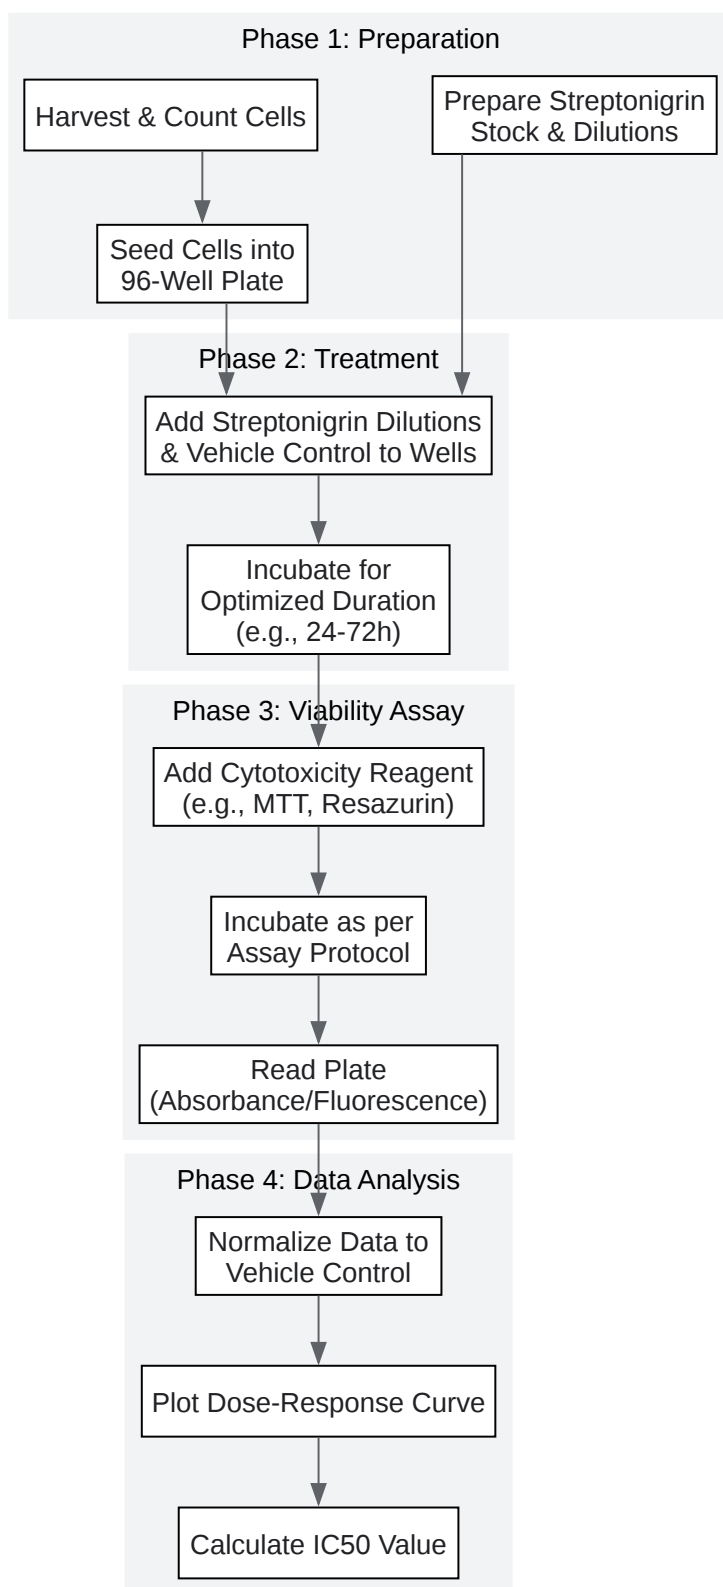 Phase 1: Preparation
Harvest & Count Cells
Prepare Streptonigrin
Stock & Dilutions
Seed Cells into
96-Well Plate
Phase 2: Treatment
Add Streptonigrin Dilutions
& Vehicle Control to Wells
Incubate for
Optimized Duration
(e.g., 24-72h)
Phase 3: Viability Assay
Add Cytotoxicity Reagent
(e.g., MTT, Resazurin)
Incubate as per
Assay Protocol
Read Plate
(Absorbance/Fluorescence)
Phase 4: Data Analysis
Normalize Data to
Vehicle Control
Plot Dose-Response Curve
Calculate IC50 Value